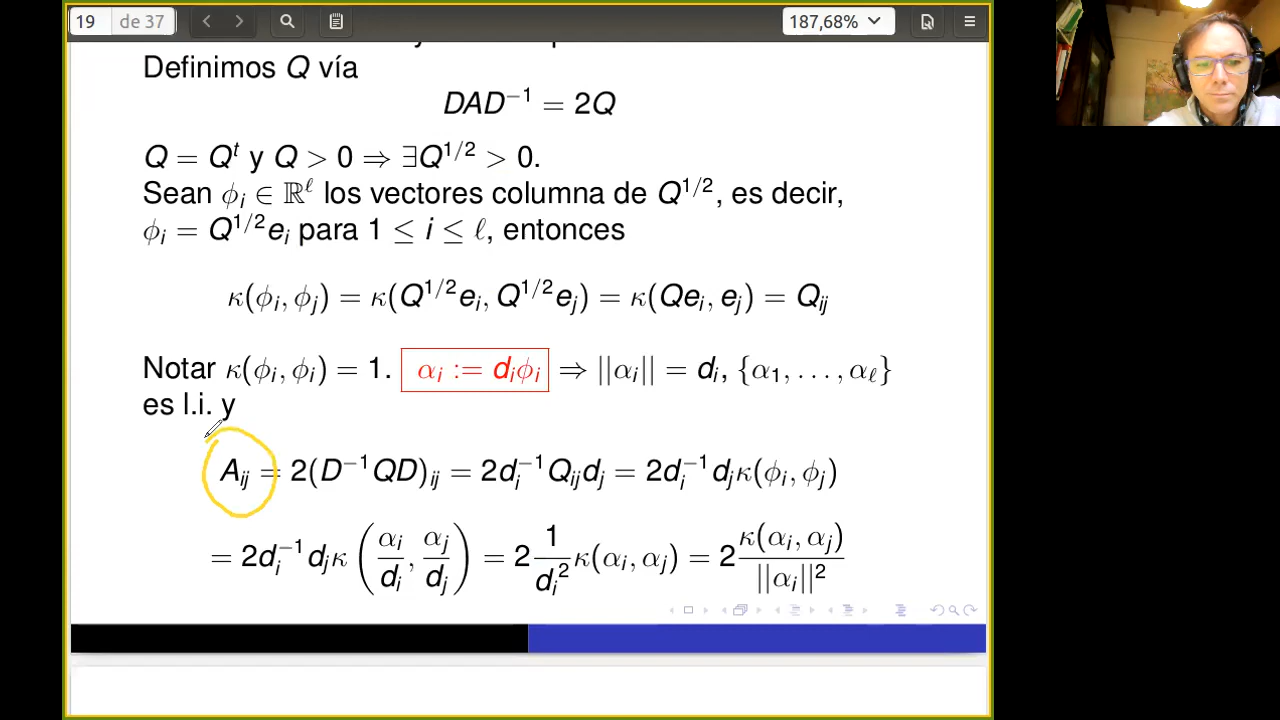 19 de 37 187,68%
Definimos Q vía
DAD⁻¹ = 2Q
Q = Qᵗ y Q > 0 ⇒ ∃Q^{1/2} > 0.
Sean ϕ_i ∈ ℝ^ℓ los vectores columna de Q^{1/2}, es decir,
ϕ_i = Q^{1/2}e_i para 1 ≤ i ≤ ℓ, entonces
κ(ϕ_i, ϕ_j) = κ(Q^{1/2}e_i, Q^{1/2}e_j) = κ(Qe_i, e_j) = Q_{ij}
Notar κ(ϕ_i, ϕ_i) = 1. α_i := d_iϕ_i ⇒ ||α_i|| = d_i, {α_1, . . . , α_ℓ}
es l.i. y
A_{ij} = 2(D⁻¹QD)_{ij} = 2d_i^{-1}Q_{ij}d_j = 2d_i^{-1}d_jκ(ϕ_i, ϕ_j)
= 2d_i^{-1}d_jκ(α_i/d_i, α_j/d_j) = 2 1/d_i² κ(α_i, α_j) = 2 κ(α_i, α_j)/||α_i||²